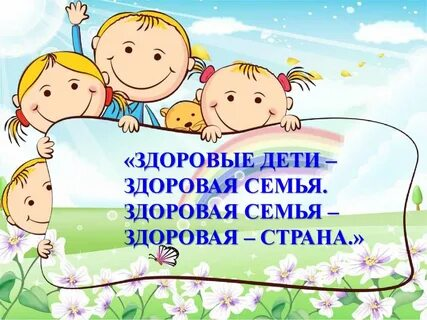 «ЗДОРОВЫЕ ДЕТИ –
ЗДОРОВАЯ СЕМЬЯ.
ЗДОРОВАЯ СЕМЬЯ –
ЗДОРОВАЯ – СТРАНА.»